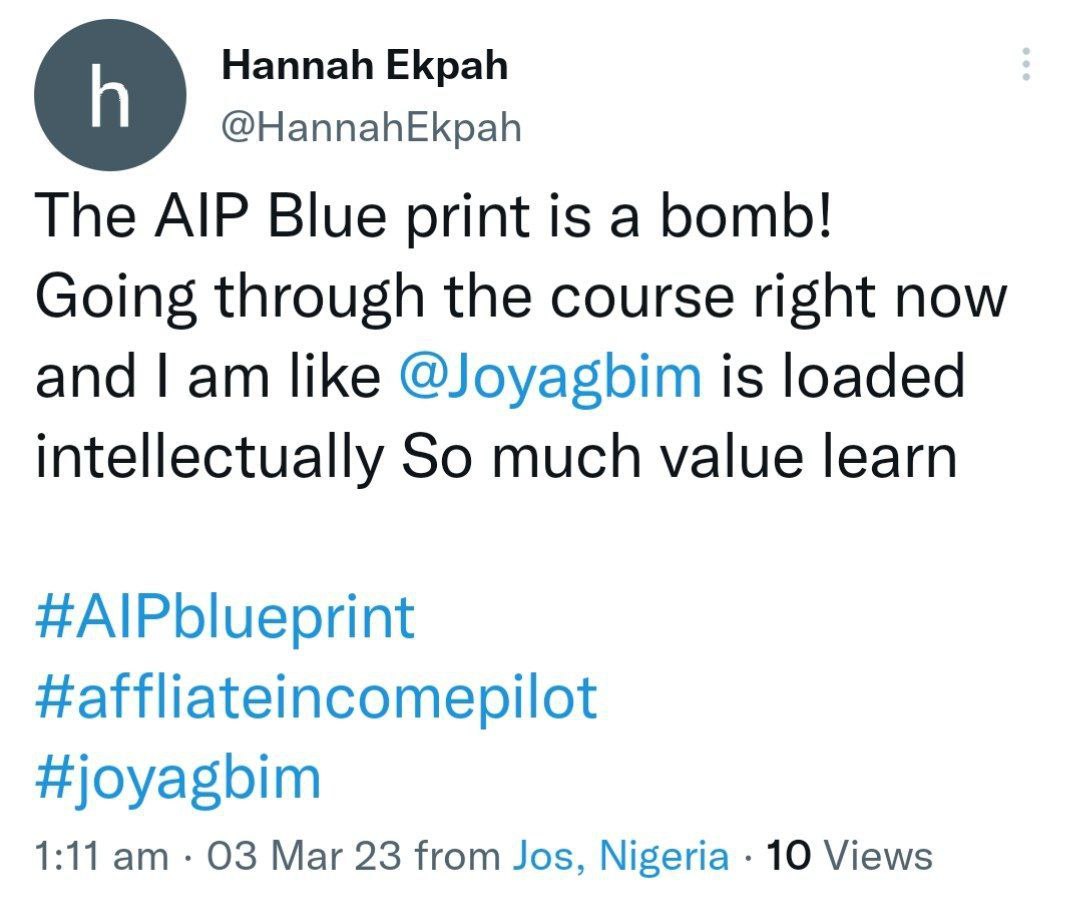 h
Hannah Ekpah
@HannahEkpah
The AIP Blue print is a bomb!
Going through the course right now
and I am like @Joyagbim is loaded
intellectually So much value learn
#AIPblueprint
#affliateincomepilot
#joyagbim
1:11 am · 03 Mar 23 from Jos, Nigeria · 10 Views